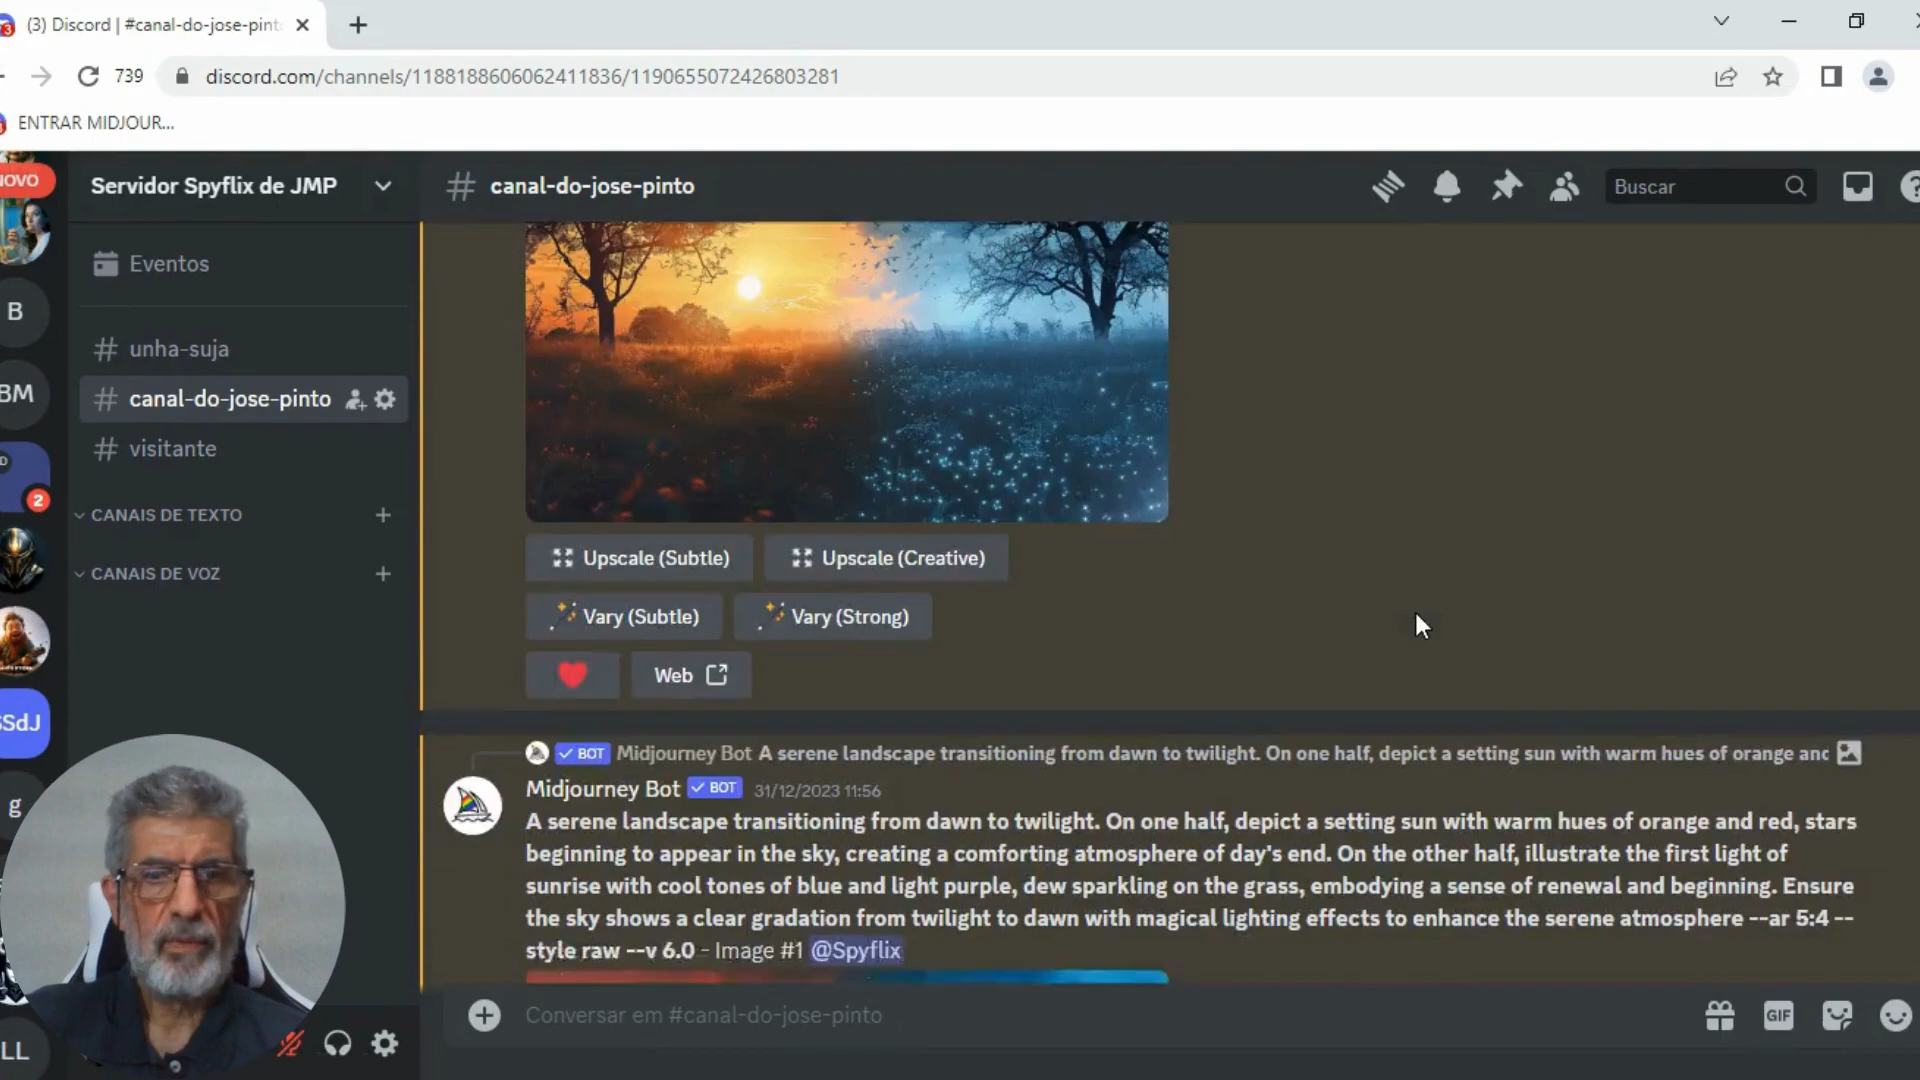 (3) Discord | #canal-do-jose-pint
739
discord.com/channels/1188188606062411836/1190655072426803281
ENTRAR MIDJOUR...
NOVO
Servidor Spyflix de JMP
canal-do-jose-pinto
Buscar
Eventos
B
unha-suja
BM
canal-do-jose-pinto
visitante
2
CANAIS DE TEXTO
CANAIS DE VOZ
SSdJ
g
LL
Upscale (Subtle)
Upscale (Creative)
Vary (Subtle)
Vary (Strong)
Web
BOT Midjourney Bot A serene landscape transitioning from dawn to twilight. On one half, depict a setting sun with warm hues of orange and
Midjourney Bot BOT 31/12/2023 11:56
A serene landscape transitioning from dawn to twilight. On one half, depict a setting sun with warm hues of orange and red, stars
beginning to appear in the sky, creating a comforting atmosphere of day's end. On the other half, illustrate the first light of
sunrise with cool tones of blue and light purple, dew sparkling on the grass, embodying a sense of renewal and beginning. Ensure
the sky shows a clear gradation from twilight to dawn with magical lighting effects to enhance the serene atmosphere --ar 5:4 --
style raw --v 6.0 - Image #1 @Spyflix
Conversar em #canal-do-jose-pinto
GIF